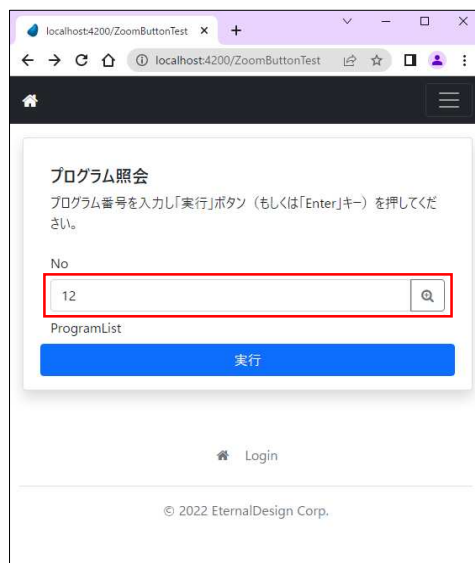 localhost:4200/ZoomButtonTest
localhost:4200/ZoomButtonTest
プログラム照会
プログラム番号を入力し「実行」ボタン（もしくは「Enter」キー）を押してくだ
さい。
No
12
ProgramList
実行
Login
© 2022 EternalDesign Corp.